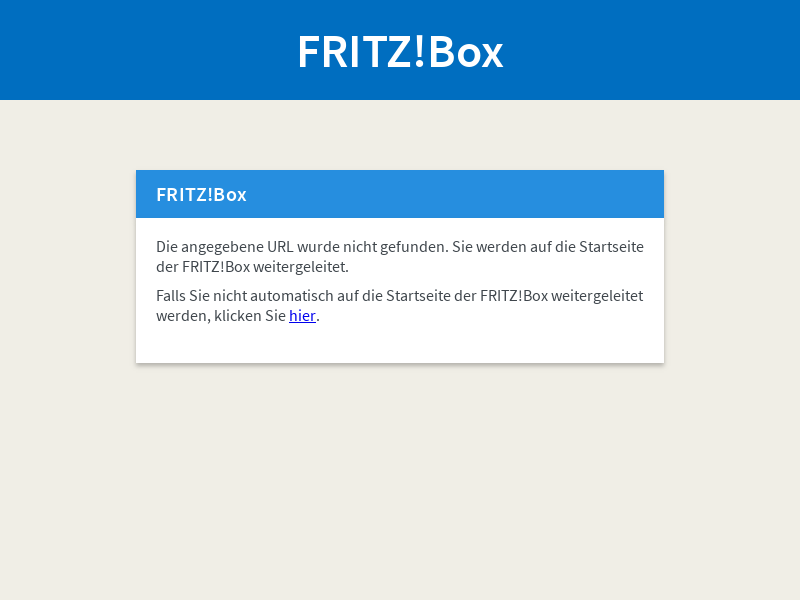 FRITZ!Box
FRITZ!Box
Die angegebene URL wurde nicht gefunden. Sie werden auf die Startseite
der FRITZ!Box weitergeleitet.
Falls Sie nicht automatisch auf die Startseite der FRITZ!Box weitergeleitet
werden, klicken Sie hier.